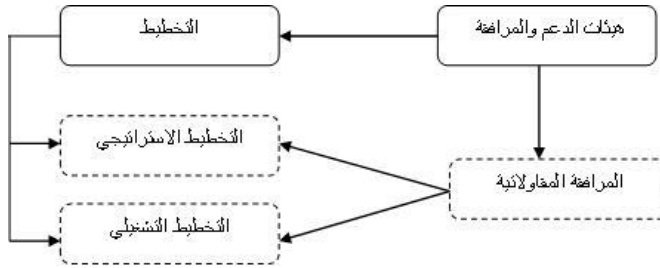 هيئات الدعم والمرافقة
التخطيط
التخطيط الاستراتيجي
المرافقة المقاولاتية
التخطيط التشغيلي